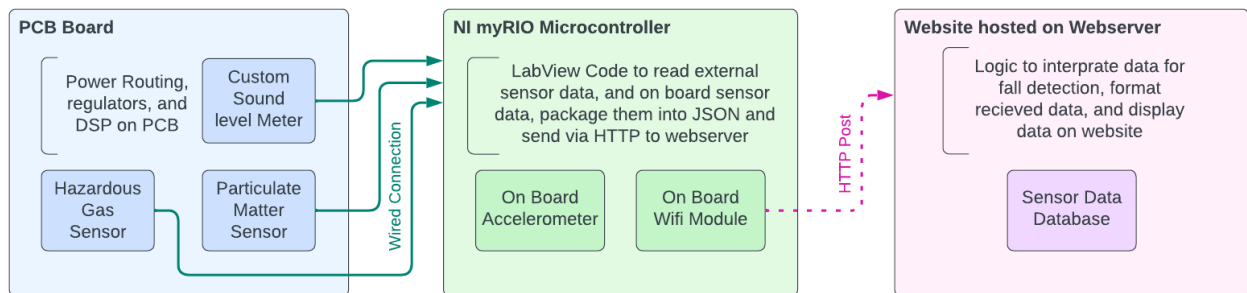 PCB Board
Power Routing,
regulators, and
DSP on PCB
Custom
Sound
level Meter
Hazardous
Gas
Sensor
Particulate
Matter
Sensor
Wired Connection
NI myRIO Microcontroller
LabView Code to read external
sensor data, and on board sensor
data, package them into JSON and
send via HTTP to webserver
On Board
Accelerometer
On Board
Wifi Module
HTTP Post
Website hosted on Webserver
Logic to interprate data for
fall detection, format
recieved data, and display
data on website
Sensor Data
Database